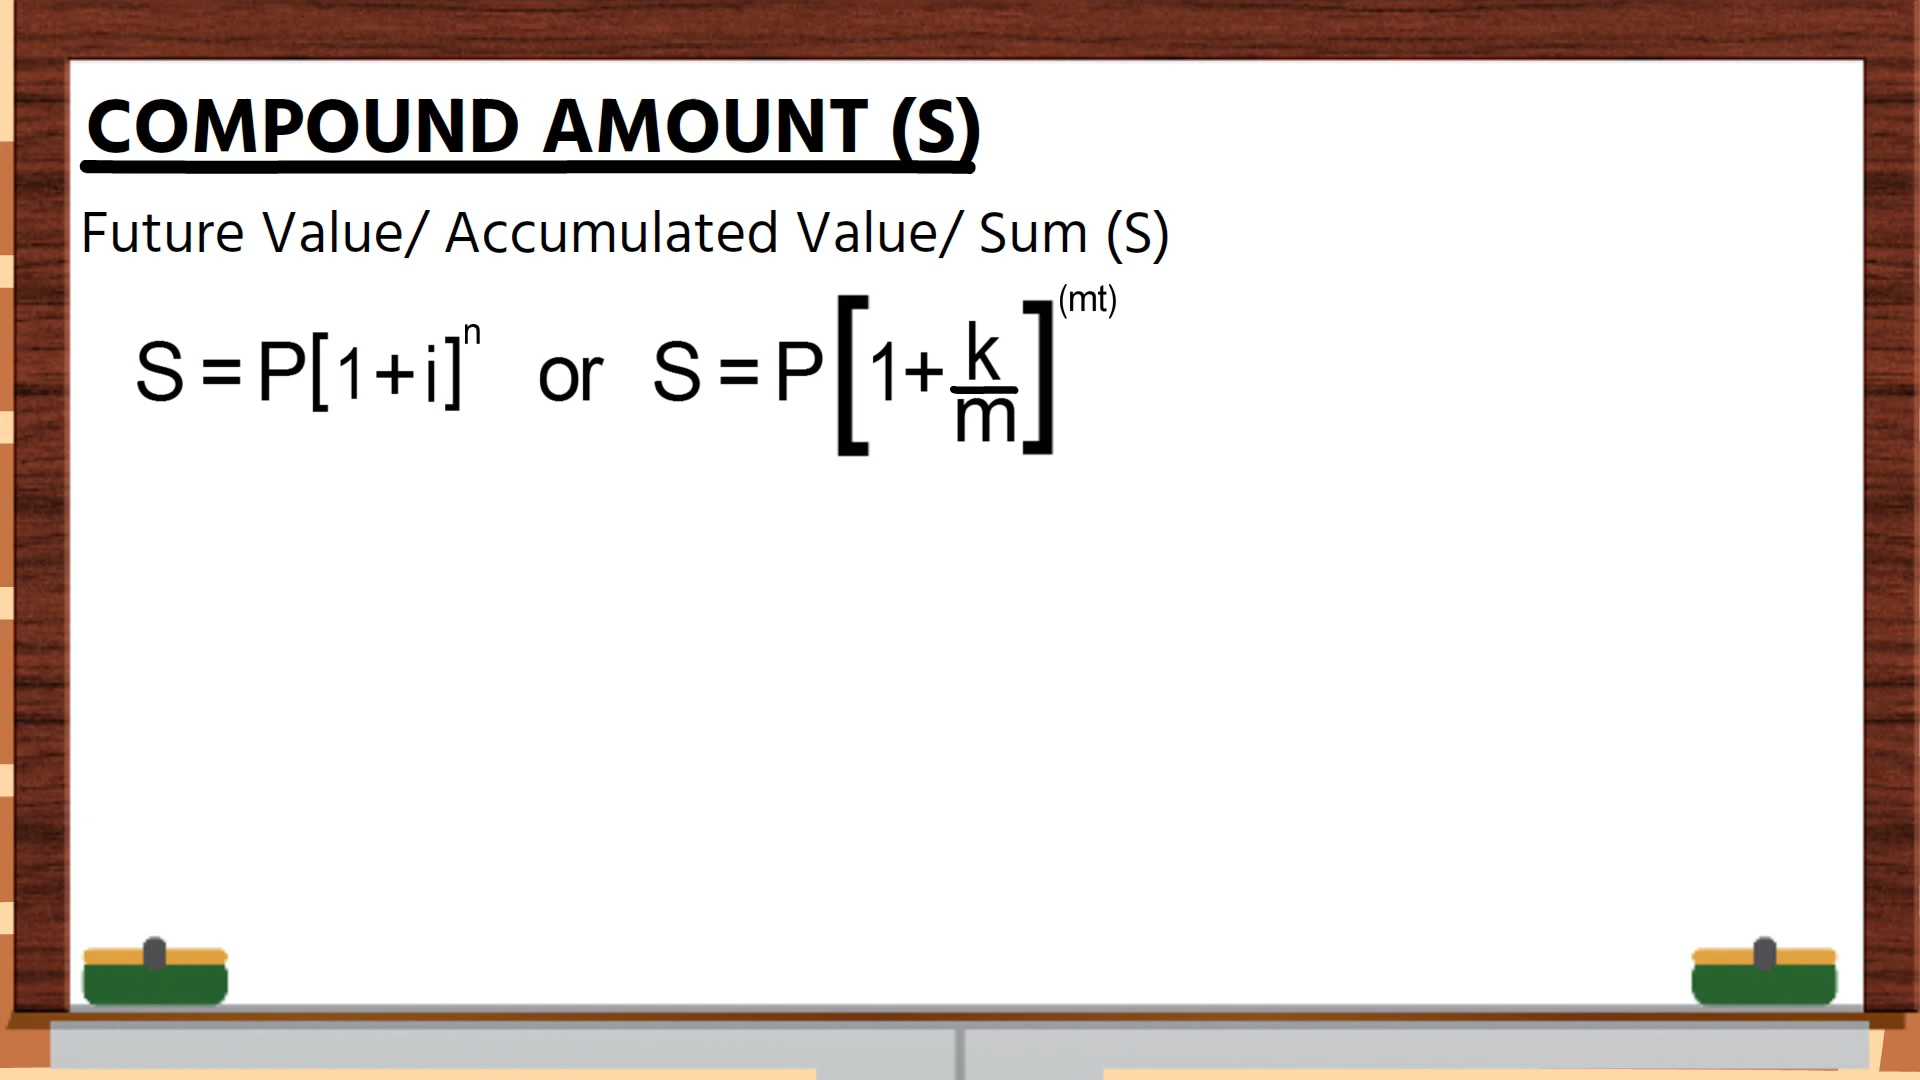 COMPOUND AMOUNT (S)
Future Value/ Accumulated Value/ Sum (S)
S = P[1+i]^n or S = P[1+k/m]^(mt)